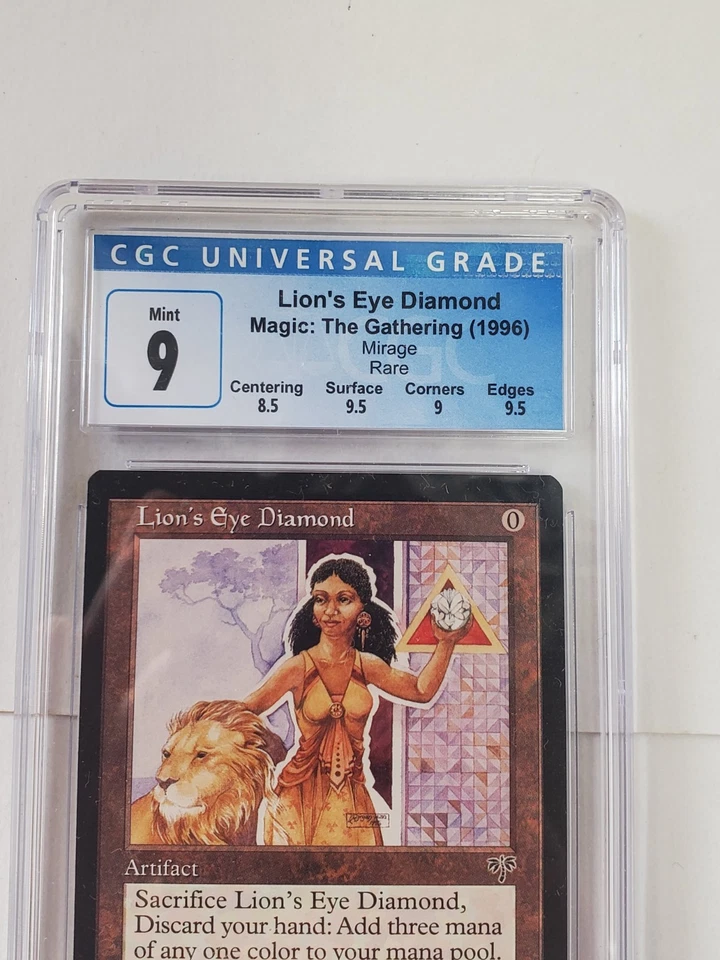 CGC UNIVERSAL GRADE
Mint
9
Lion's Eye Diamond
Magic: The Gathering (1996)
Mirage
Rare
Centering Surface Corners Edges
8.5 9.5 9 9.5
Lion's Eye Diamond 0
Artifact
Sacrifice Lion's Eye Diamond,
Discard your hand: Add three mana
of any one color to your mana pool.